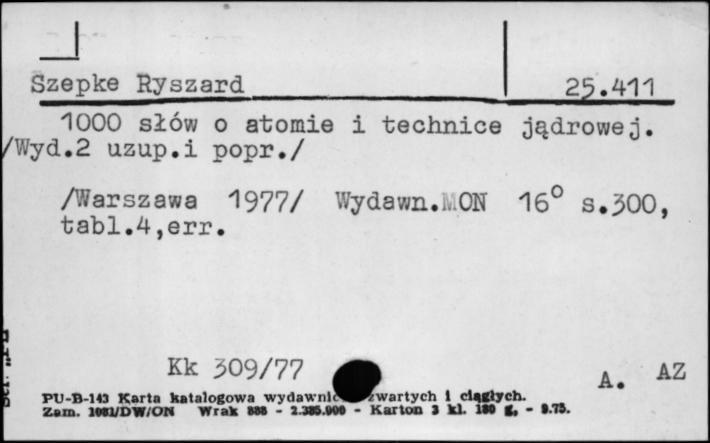 Szepke Ryszard 25.411
1000 słów o atomie i technice jądrowej.
/Wyd.2 uzup.i popr./
/Warszawa 1977/ Wydawn.MON 16° s.300,
tabl.4,err.
Kk 309/77
A. AZ
PU-B-143 Karta katalogowa zwartych i ciągłych.
Zam. 1081/DW/ON Wrak 888 - 2.385.000 - Karton 3 kl. 180 g, - 9.75.